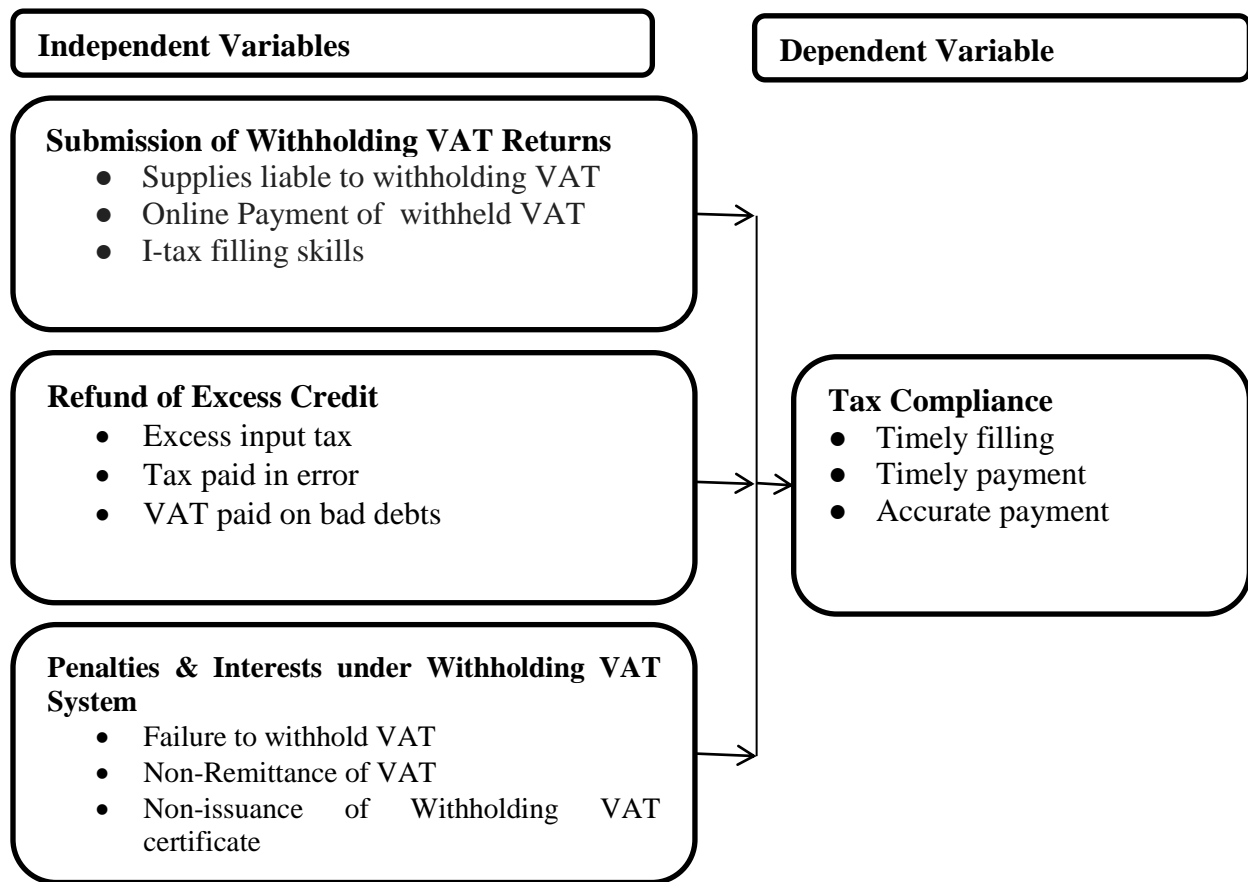 Independent Variables
Dependent Variable
Submission of Withholding VAT Returns
● Supplies liable to withholding VAT
● Online Payment of withheld VAT
● I-tax filling skills
Refund of Excess Credit
• Excess input tax
• Tax paid in error
• VAT paid on bad debts
Tax Compliance
● Timely filling
● Timely payment
● Accurate payment
Penalties & Interests under Withholding VAT
System
• Failure to withhold VAT
• Non-Remittance of VAT
• Non-issuance of Withholding VAT
certificate